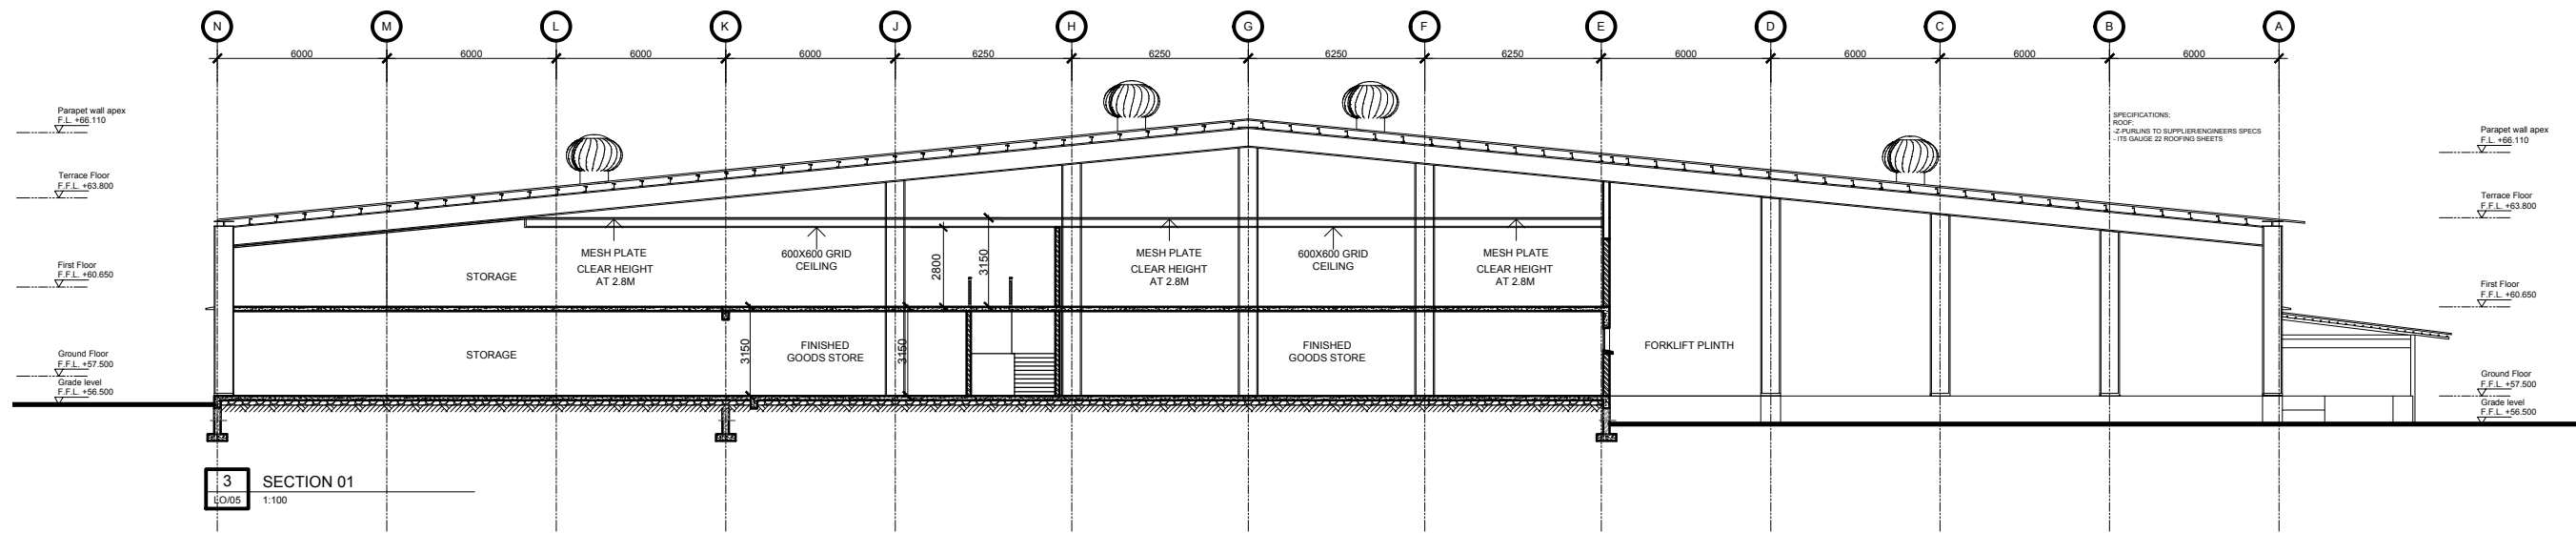 N M L K J H G F E D C B A
6000 6000 6000 6000 6250 6250 6250 6250 6000 6000 6000 6000
Parapet wall apex
F.L. +66.110
Terrace Floor
F.F.L. +63.800
First Floor
F.F.L. +60.650
Ground Floor
F.F.L. +57.500
Grade level
F.F.L. +56.500
SPECIFICATIONS;
ROOF;
-Z-PURLINS TO SUPPLIER/ENGINEERS SPECS
- IT5 GAUGE 22 ROOFING SHEETS
Parapet wall apex
F.L. +66.110
Terrace Floor
F.F.L. +63.800
First Floor
F.F.L. +60.650
Ground Floor
F.F.L. +57.500
Grade level
F.F.L. +56.500
STORAGE
MESH PLATE
CLEAR HEIGHT
AT 2.8M
600X600 GRID
CEILING
2800
3150
MESH PLATE
CLEAR HEIGHT
AT 2.8M
600X600 GRID
CEILING
MESH PLATE
CLEAR HEIGHT
AT 2.8M
STORAGE
3150
FINISHED
GOODS STORE
3150
FINISHED
GOODS STORE
FORKLIFT PLINTH
3
LO/05
SECTION 01
1:100